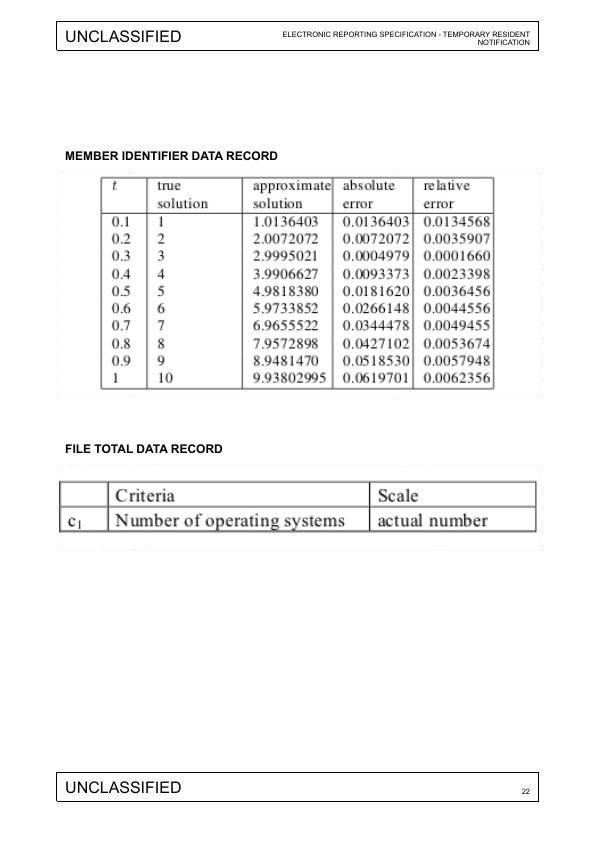 UNCLASSIFIED
ELECTRONIC REPORTING SPECIFICATION - TEMPORARY RESIDENT
NOTIFICATION
MEMBER IDENTIFIER DATA RECORD
t true solution approximate solution absolute error relative error
0.1 1 1.0136403 0.0136403 0.0134568
0.2 2 2.0072072 0.0072072 0.0035907
0.3 3 2.9995021 0.0004979 0.0001660
0.4 4 3.9906627 0.0093373 0.0023398
0.5 5 4.9818380 0.0181620 0.0036456
0.6 6 5.9733852 0.0266148 0.0044556
0.7 7 6.9655522 0.0344478 0.0049455
0.8 8 7.9572898 0.0427102 0.0053674
0.9 9 8.9481470 0.0518530 0.0057948
1 10 9.93802995 0.0619701 0.0062356
FILE TOTAL DATA RECORD
Criteria Scale
c₁ Number of operating systems actual number
UNCLASSIFIED
22